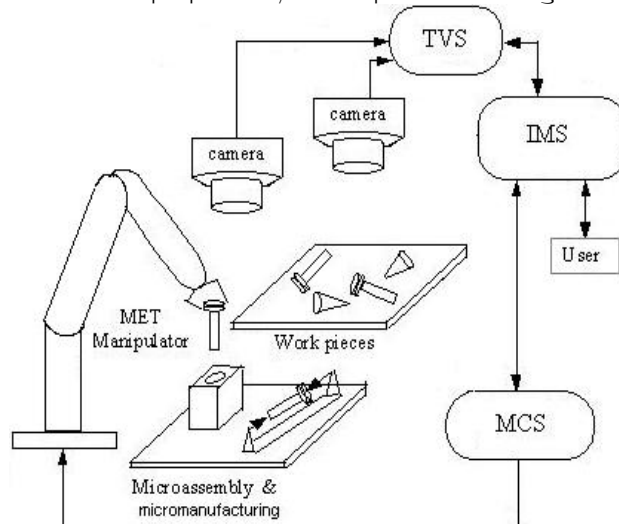 TVS
camera
camera
IMS
User
MET
Manipulator
Work pieces
MCS
Microassembly &
micromanufacturing